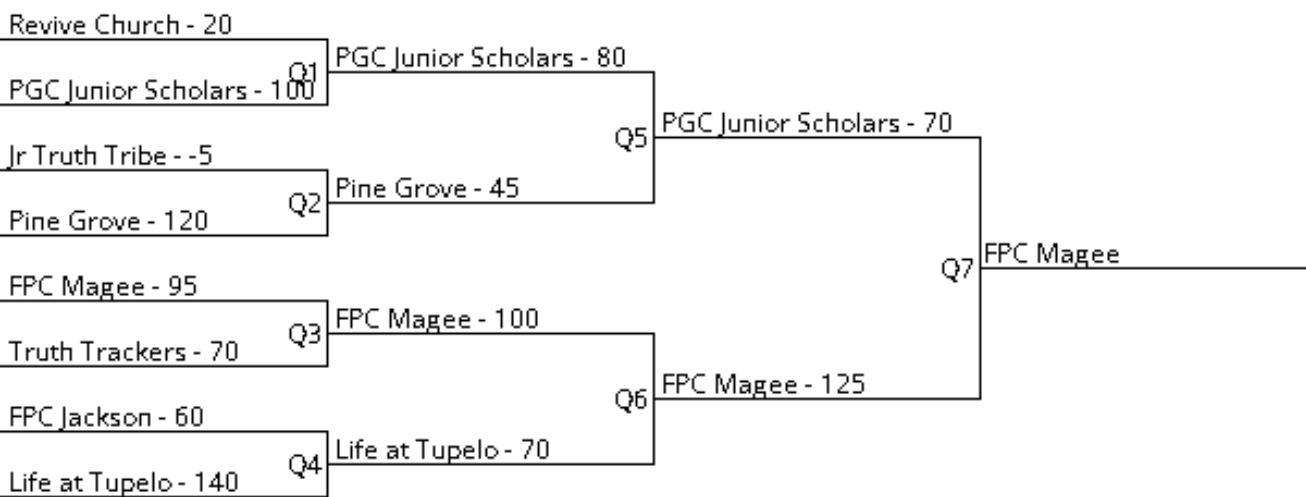 Revive Church - 20
Q1
PGC Junior Scholars - 80
PGC Junior Scholars - 100
Q5
PGC Junior Scholars - 70
Jr Truth Tribe - -5
Q2
Pine Grove - 45
Pine Grove - 120
Q7
FPC Magee
FPC Magee - 95
Q3
FPC Magee - 100
Truth Trackers - 70
Q6
FPC Magee - 125
FPC Jackson - 60
Q4
Life at Tupelo - 70
Life at Tupelo - 140